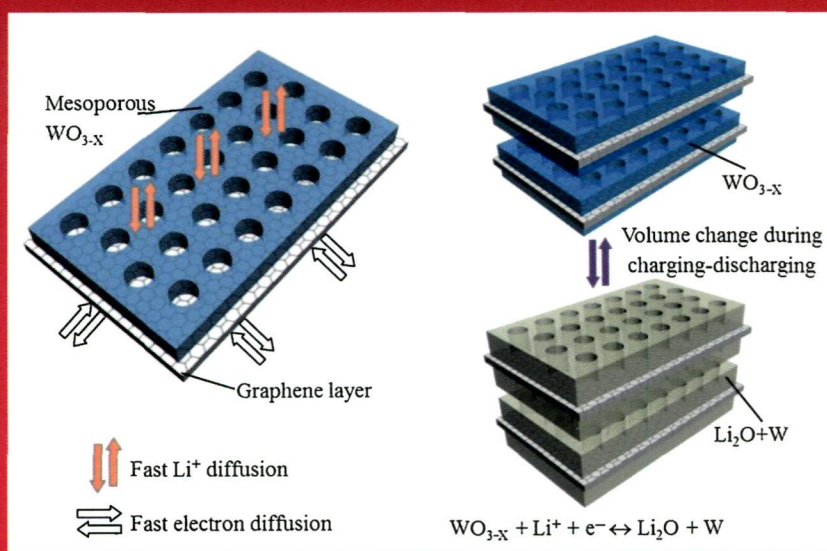 Mesoporous
WO₃₋ₓ
Graphene layer
Fast Li⁺ diffusion
Fast electron diffusion
WO₃₋ₓ
Volume change during
charging-discharging
Li₂O+W
WO₃₋ₓ + Li⁺ + e⁻ ↔ Li₂O + W